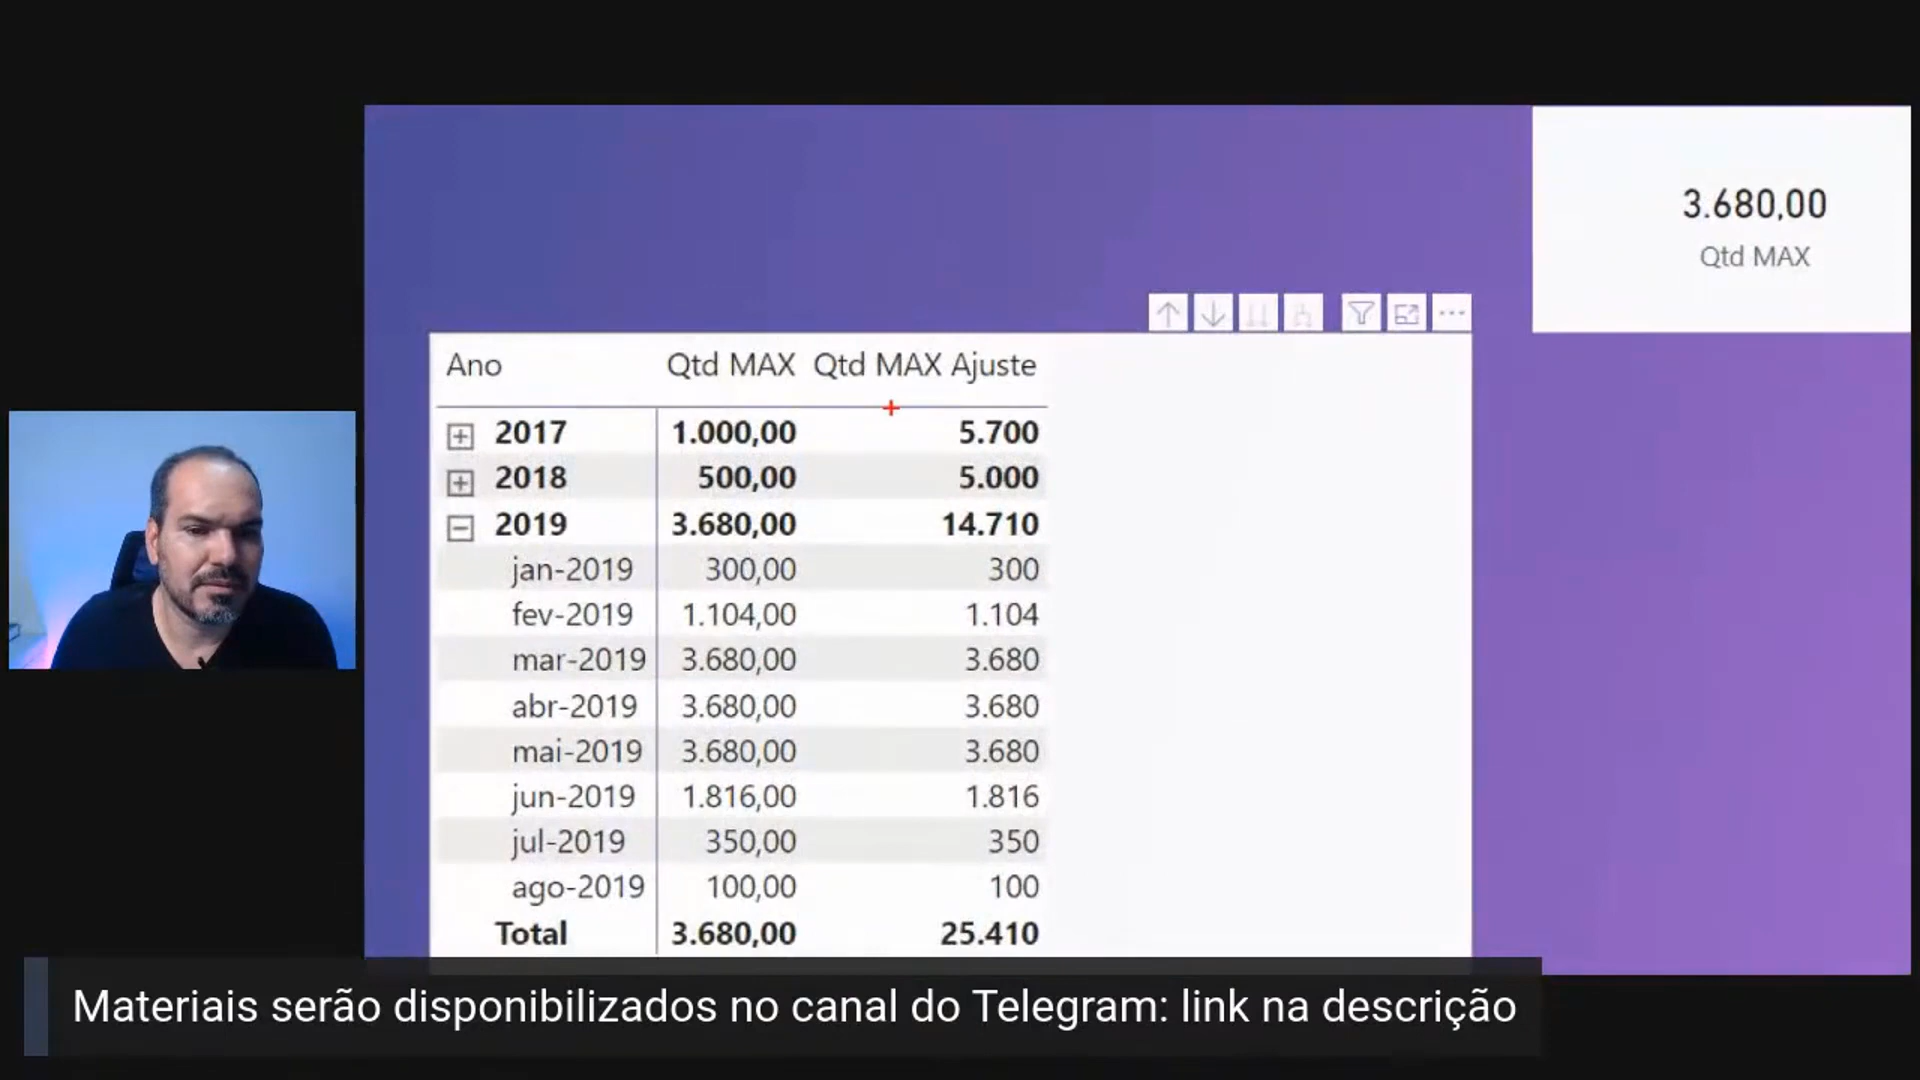 3.680,00
Qtd MAX
Ano Qtd MAX Qtd MAX Ajuste
2017 1.000,00 5.700
2018 500,00 5.000
2019 3.680,00 14.710
jan-2019 300,00 300
fev-2019 1.104,00 1.104
mar-2019 3.680,00 3.680
abr-2019 3.680,00 3.680
mai-2019 3.680,00 3.680
jun-2019 1.816,00 1.816
jul-2019 350,00 350
ago-2019 100,00 100
Total 3.680,00 25.410
Materiais serão disponibilizados no canal do Telegram: link na descrição